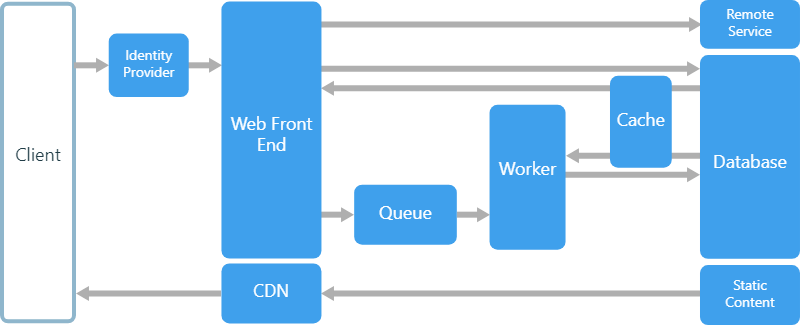 Client
Identity
Provider
Web Front
End
Remote
Service
Cache
Database
Worker
Queue
CDN
Static
Content